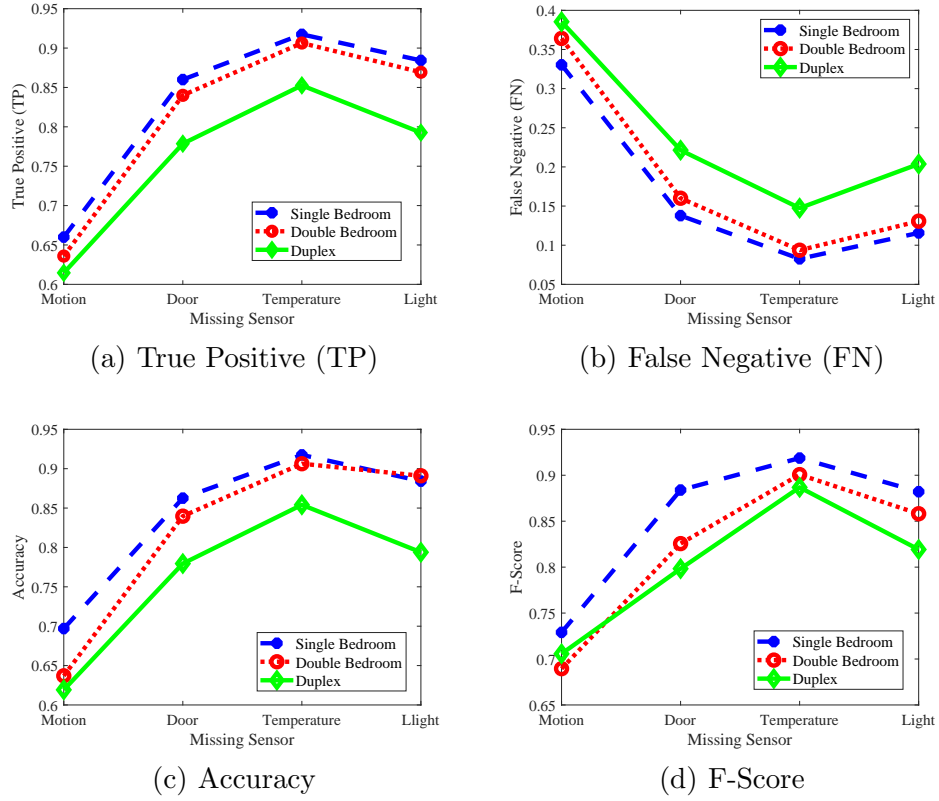 0.95
0.9
0.85
0.8
0.75
0.7
0.65
0.6
True Positive (TP)
Single Bedroom
Double Bedroom
Duplex
Motion Door Temperature Light
Missing Sensor
(a) True Positive (TP)
0.4
0.35
0.3
0.25
0.2
0.15
0.1
0.05
False Negative (FN)
Single Bedroom
Double Bedroom
Duplex
Motion Door Temperature Light
Missing Sensor
(b) False Negative (FN)
0.95
0.9
0.85
0.8
0.75
0.7
0.65
0.6
Accuracy
Single Bedroom
Double Bedroom
Duplex
Motion Door Temperature Llight
Missing Sensor
(c) Accuracy
0.95
0.9
0.85
0.8
0.75
0.7
0.65
F-Score
Single Bedroom
Double Bedroom
Duplex
Motion Door Temperature Light
Missing Sensor
(d) F-Score